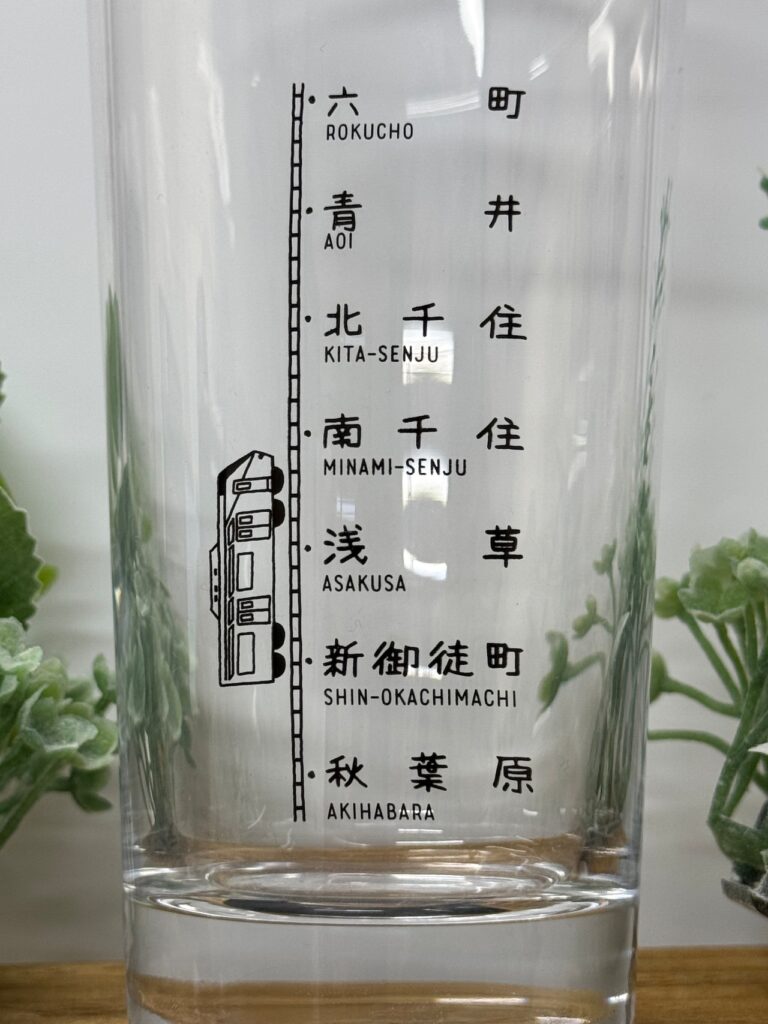 六町
ROKUCHO
青井
AOI
北千住
KITA-SENJU
南千住
MINAMI-SENJU
浅草
ASAKUSA
新御徒町
SHIN-OKACHIMACHI
秋葉原
AKIHABARA